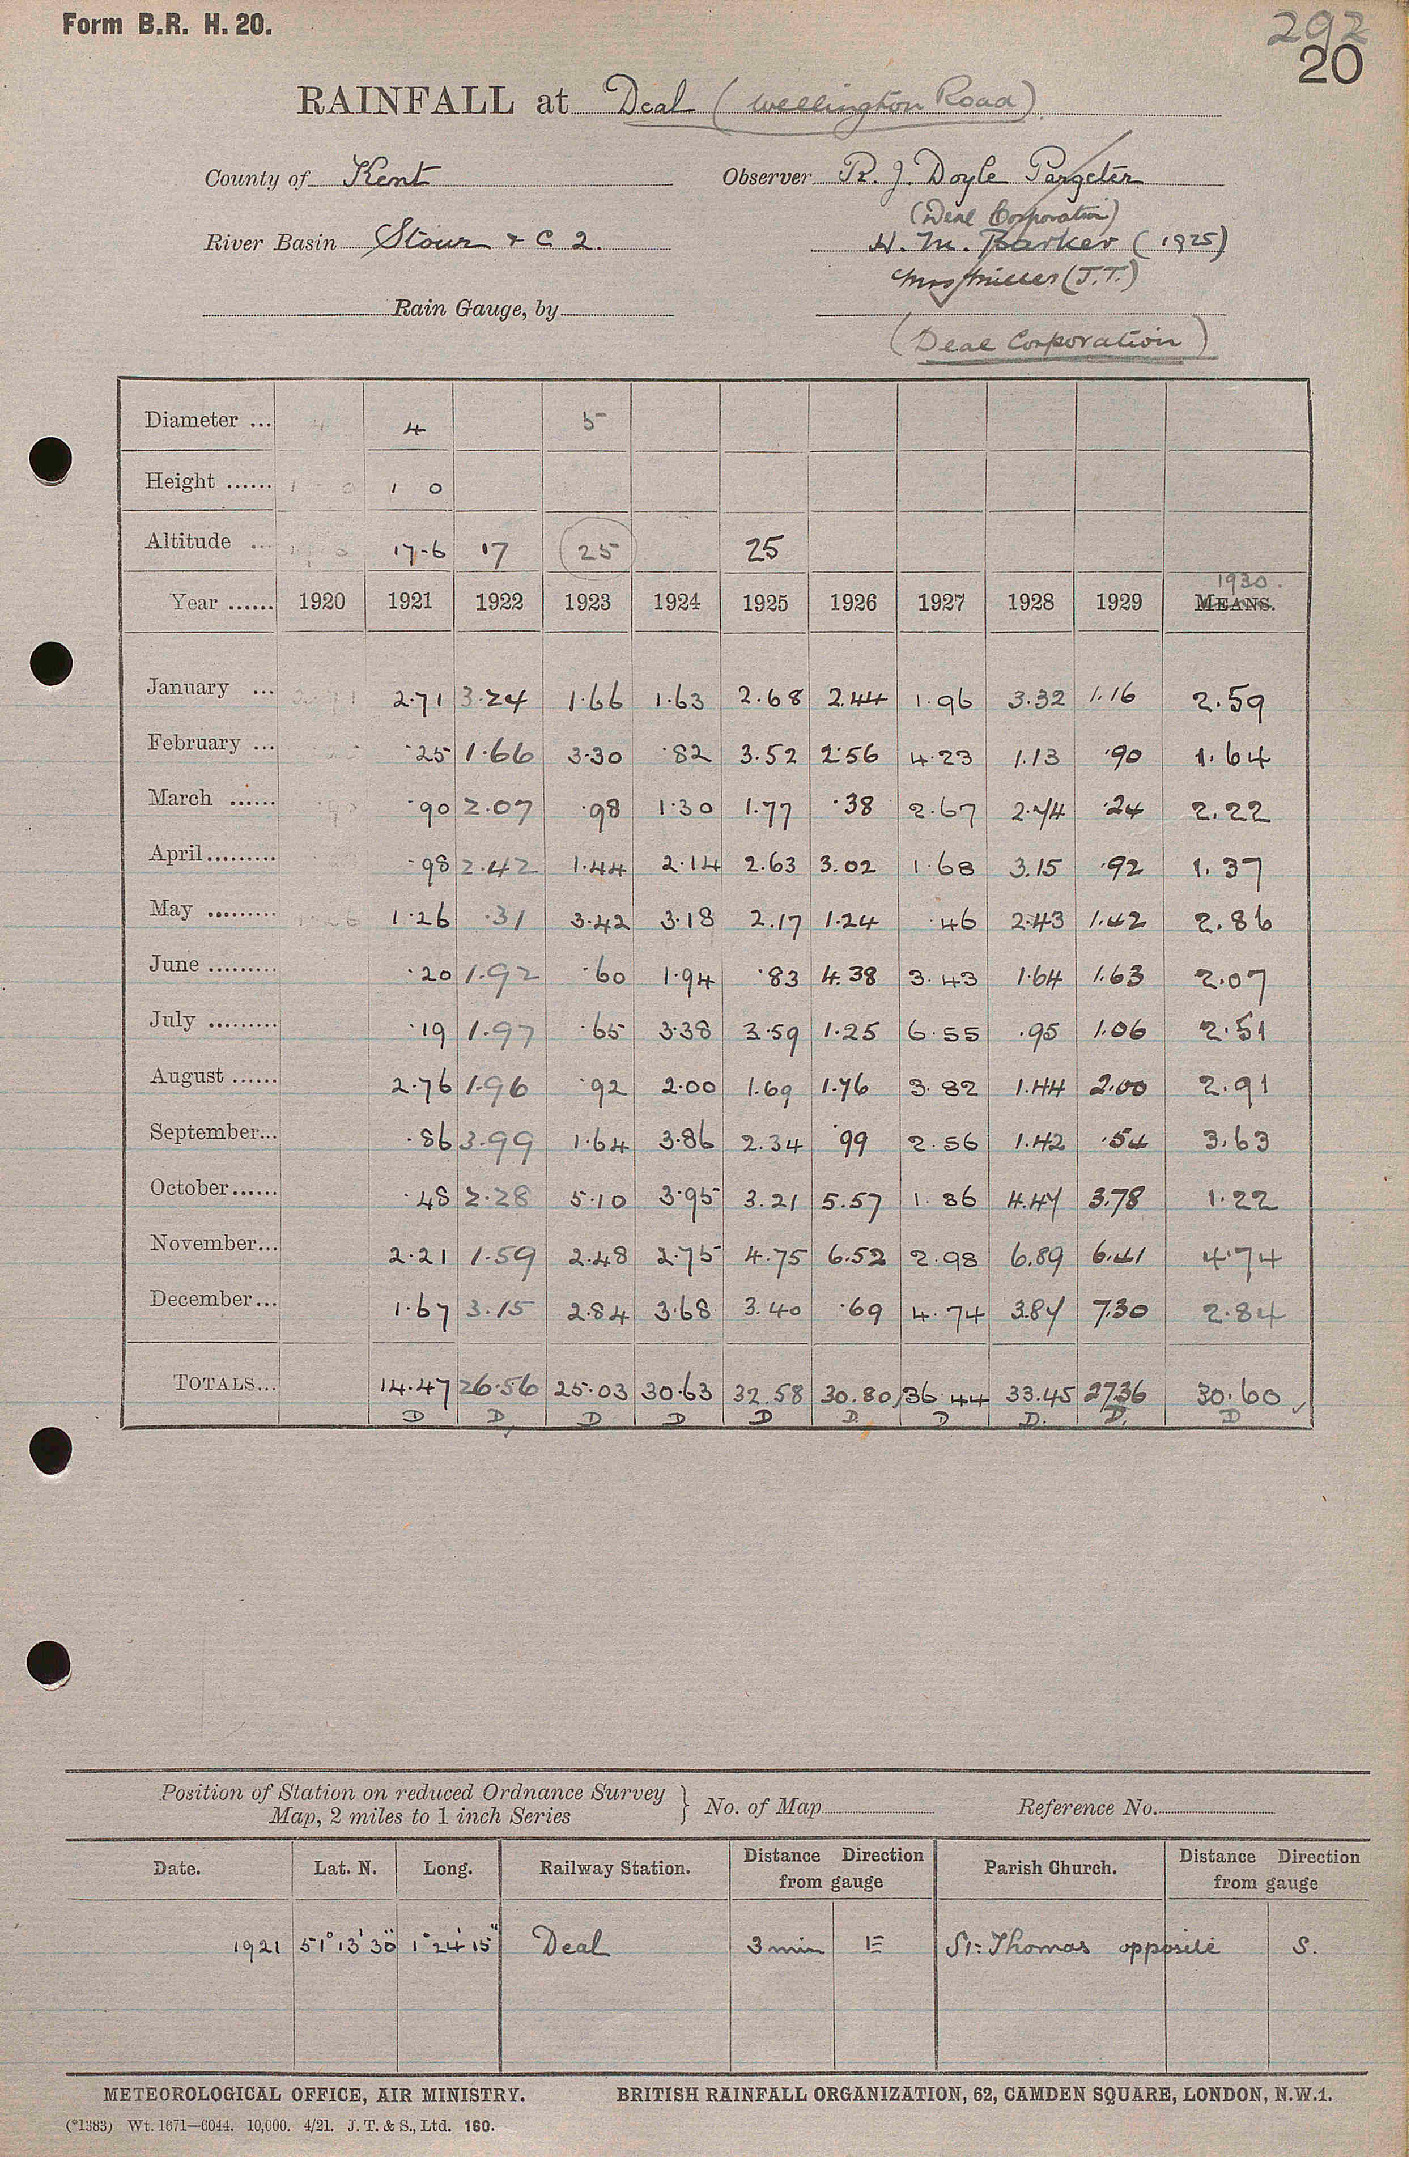 Form B.R. H. 20.
292
20
RAINFALL at Deal (Wellington Road)
County of Kent Observer R. J. Doyle Pargeter
(Deal Corporation)
River Basin Stour & C 2. H. M. Barker (1925)
Mrs Miller (J.T.)
Rain Gauge, by
(Deal Corporation)
Diameter ... 4 5
Height ...... 1 0 1 0
Altitude ... 17-6 17 25 25
1930.
Year ...... 1920 1921 1922 1923 1924 1925 1926 1927 1928 1929 MEANS.
January ... 2.71 3.24 1.66 1.63 2.68 2.44 1.96 3.32 1.16 2.59
February ... .25 1.66 3.30 .82 3.52 2.56 4.23 1.13 .90 1.64
March ...... .90 2.07 .98 1.30 1.77 .38 2.67 2.74 .24 2.22
April ......... .98 2.42 1.44 2.14 2.63 3.02 1.68 3.15 .92 1.37
May ......... 1.26 .31 3.42 3.18 2.17 1.24 .46 2.43 1.42 2.86
June ......... .20 1.92 .60 1.94 .83 4.38 3.43 1.64 1.63 2.07
July ......... .19 1.97 .65 3.38 3.59 1.25 6.55 .95 1.06 2.51
August ...... 2.76 1.96 .92 2.00 1.69 1.76 3.82 1.44 2.00 2.91
September... .86 3.99 1.64 3.86 2.34 .99 2.56 1.42 .54 3.63
October...... .48 2.28 5.10 3.95 3.21 5.57 1.86 4.47 3.78 1.22
November... 2.21 1.59 2.48 2.75 4.75 6.52 2.98 6.89 6.41 4.74
December... 1.67 3.15 2.84 3.68 3.40 .69 4.74 3.87 7.30 2.84
TOTALS... 14.47 26.56 25.03 30.63 32.58 30.80 36.44 33.45 27.36 30.60
D D D D D D D D. D. D
Position of Station on reduced Ordnance Survey
Map, 2 miles to 1 inch Series } No. of Map Reference No.
Date. Lat. N. Long. Railway Station. Distance Direction from gauge Parish Church. Distance Direction from gauge
1921 51° 13' 30" 1° 24' 15" Deal 3 min E St. Thomas opposite S.
METEOROLOGICAL OFFICE, AIR MINISTRY. BRITISH RAINFALL ORGANIZATION, 62, CAMDEN SQUARE, LONDON, N.W.1.
(*1383) Wt. 1671—6044. 10,000. 4/21. J. T. & S., Ltd. 160.